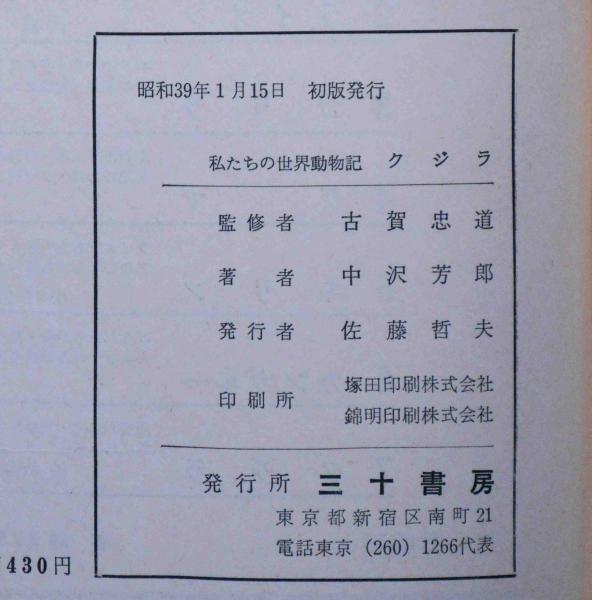 昭和39年1月15日 初版発行
私たちの世界動物記 クジラ
監修者 古賀忠道
著者 中沢芳郎
発行者 佐藤哲夫
印刷所 塚田印刷株式会社
錦明印刷株式会社
発行所 三十書房
東京都新宿区南町21
電話東京(260)1266代表
430円